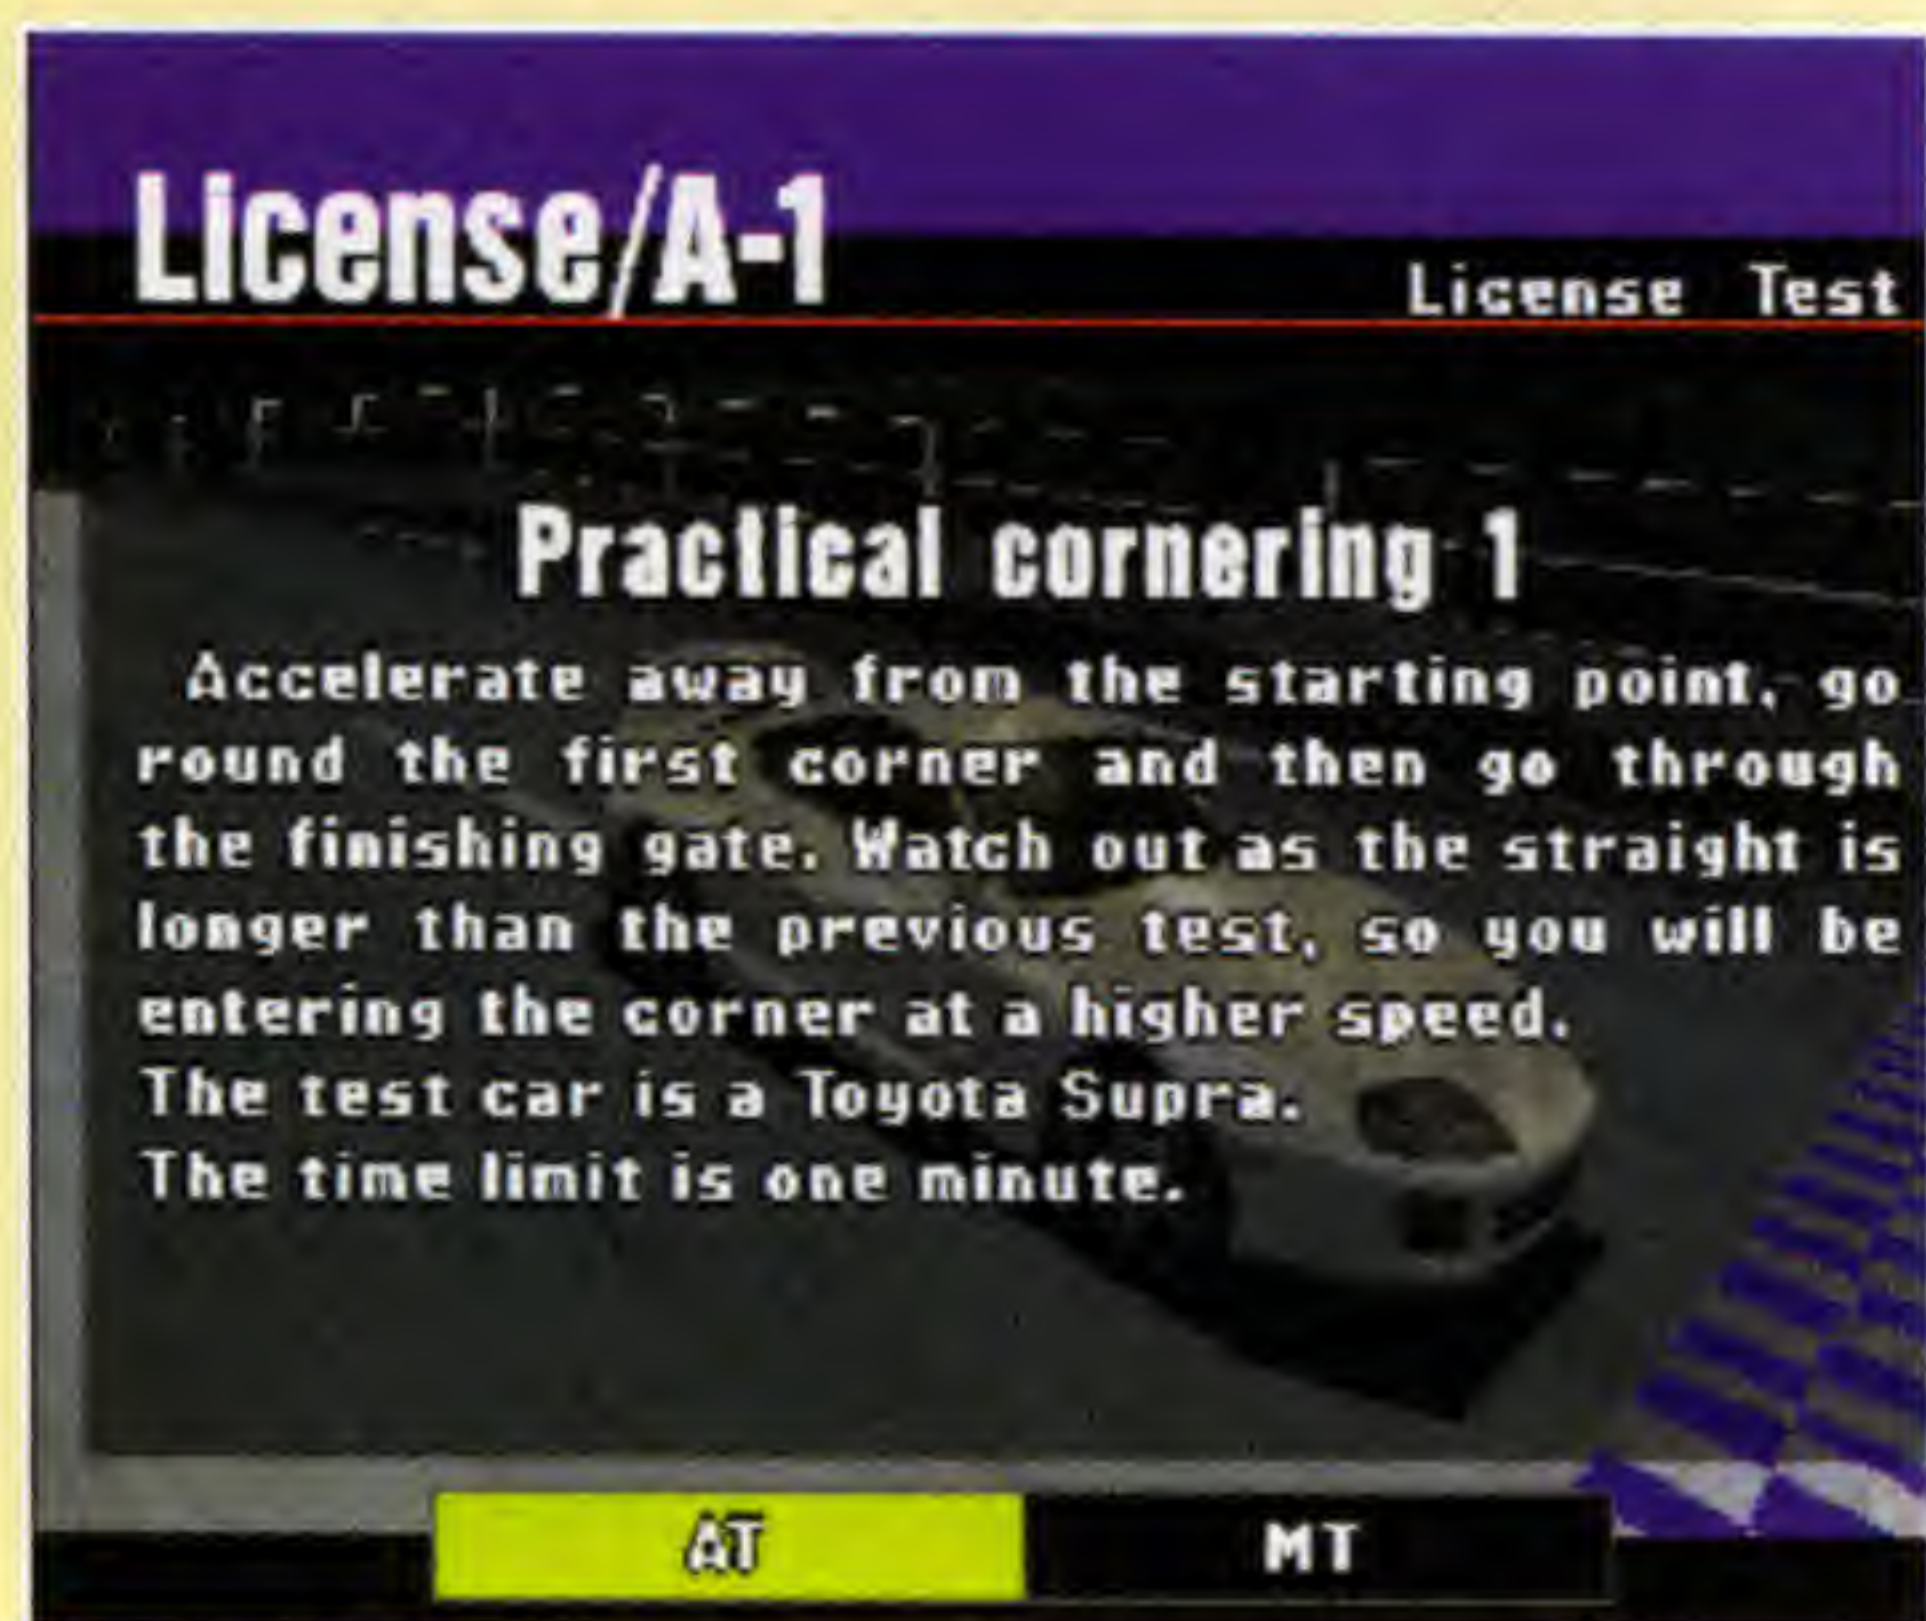 License/A-1
License Test
Practical cornering 1
Accelerate away from the starting point, go
round the first corner and then go through
the finishing gate. Watch out as the straight is
longer than the previous test, so you will be
entering the corner at a higher speed.
The test car is a Toyota Supra.
The time limit is one minute.
AT MT